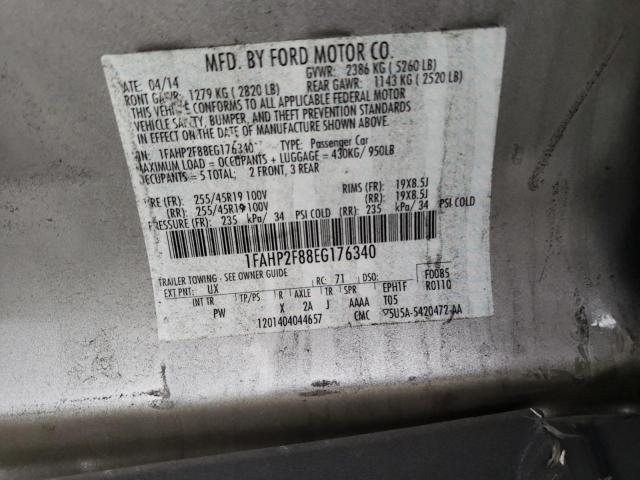 MFD. BY FORD MOTOR CO.
ATE: 04/14 GVWR: 2386 KG ( 5260 LB)
RONT GAWR: 1279 KG ( 2820 LB) REAR GAWR: 1143 KG ( 2520 LB)
THIS VEHICLE CONFORMS TO ALL APPLICABLE FEDERAL MOTOR
VEHICLE SAFETY, BUMPER, AND THEFT PREVENTION STANDARDS
IN EFFECT ON THE DATE OF MANUFACTURE SHOWN ABOVE.
1FAHP2F88EG176340 TYPE: Passenger Car
MAXIMUM LOAD = OCCUPANTS + LUGGAGE = 430KG/ 950LB
OCCUPANTS = 5 TOTAL; 2 FRONT, 3 REAR
IRE (FR): 255/45R19 100V RIMS (FR): 19X8.5J
(RR): 255/45R19 100V (RR): 19X8.5J
PRESSURE (FR): 235 kPa/ 34 PSI COLD (RR): 235 kPa/ 34 PSI COLD
1FAHP2F88EG176340
TRAILER TOWING - SEE OWNER GUIDE
EXT PNT: UX RC: 71 DSO: F0085
INT TR TP/PS R AXLE TR SPR EPH1F R0110
PW X 2A J AAAA T05
1201404044657 CMC 5U5A-5420472-AA